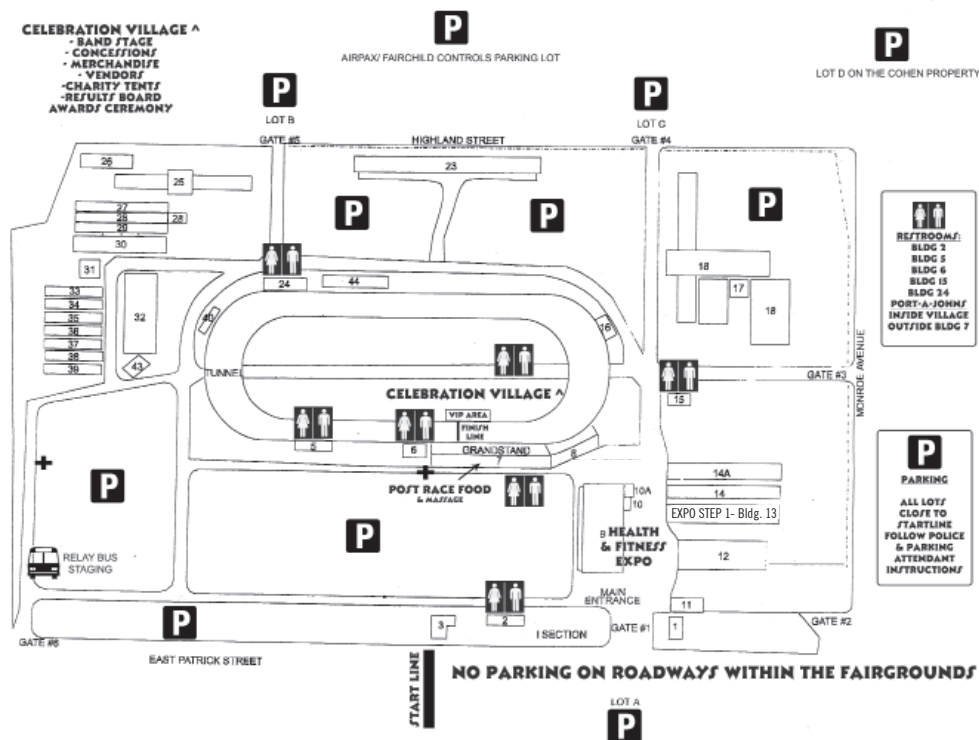 CELEBRATION VILLAGE ^
- BAND STAGE
- CONCESSIONS
- MERCHANDISE
- VENDORS
-CHARITY TENTS
-RESULTS BOARD
AWARDS CEREMONY
P
AIRPAX/ FAIRCHILD CONTROLS PARKING LOT
P
LOT D ON THE COHEN PROPERTY
P
LOT B
GATE #5
P
LOT C
GATE #4
HIGHLAND STREET
26
25
23
27
28
28
29
30
31
33
34
35
36
37
38
39
32
43
P
P
P
24
44
40
16
18
17
18
RESTROOMS:
BLDG 2
BLDG 5
BLDG 6
BLDG 15
BLDG 24
PORT-A-JOHNS
INSIDE VILLAGE
OUTSIDE BLDG 7
MONROE AVENUE
TUNNEL
GATE #3
15
CELEBRATION VILLAGE ^
VIP AREA
FINISH
LINE
5
6
GRANDSTAND
7
8
POST RACE FOOD
& MASSAGE
14A
14
EXPO STEP 1- Bldg. 13
10A
10
12
9 HEALTH
& FITNESS
EXPO
P
PARKING
ALL LOTS
CLOSE TO
STARTLINE
FOLLOW POLICE
& PARKING
ATTENDANT
INSTRUCTIONS
P
P
RELAY BUS
STAGING
MAIN
ENTRANCE
11
1
2
3
I SECTION
GATE #1
GATE #2
P
GATE #6
EAST PATRICK STREET
START LINE
NO PARKING ON ROADWAYS WITHIN THE FAIRGROUNDS
LOT A
P